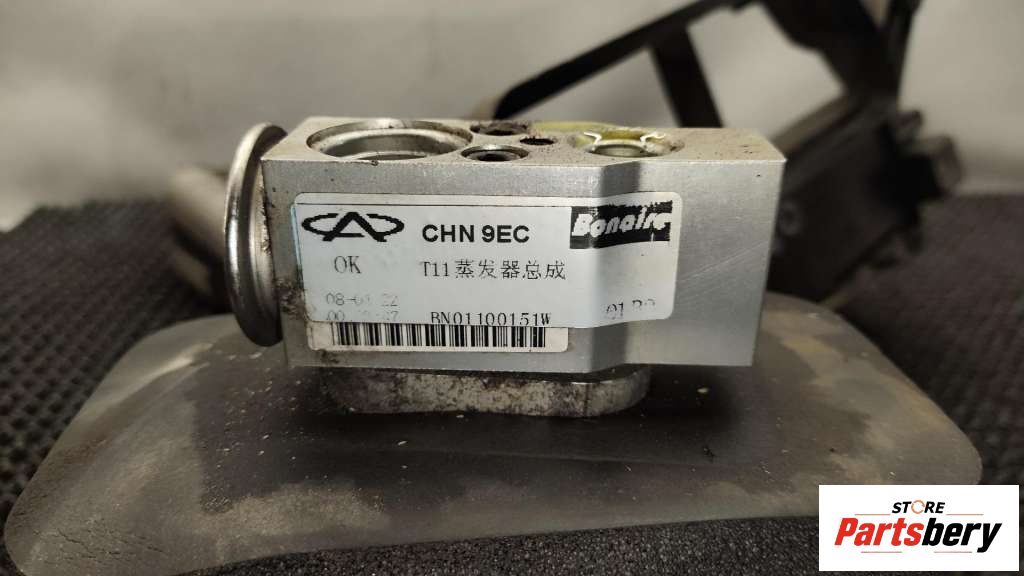 CHN 9EC
Bonaire
OK
T11蒸发器总成
BN01100151W
STORE
Partsbery